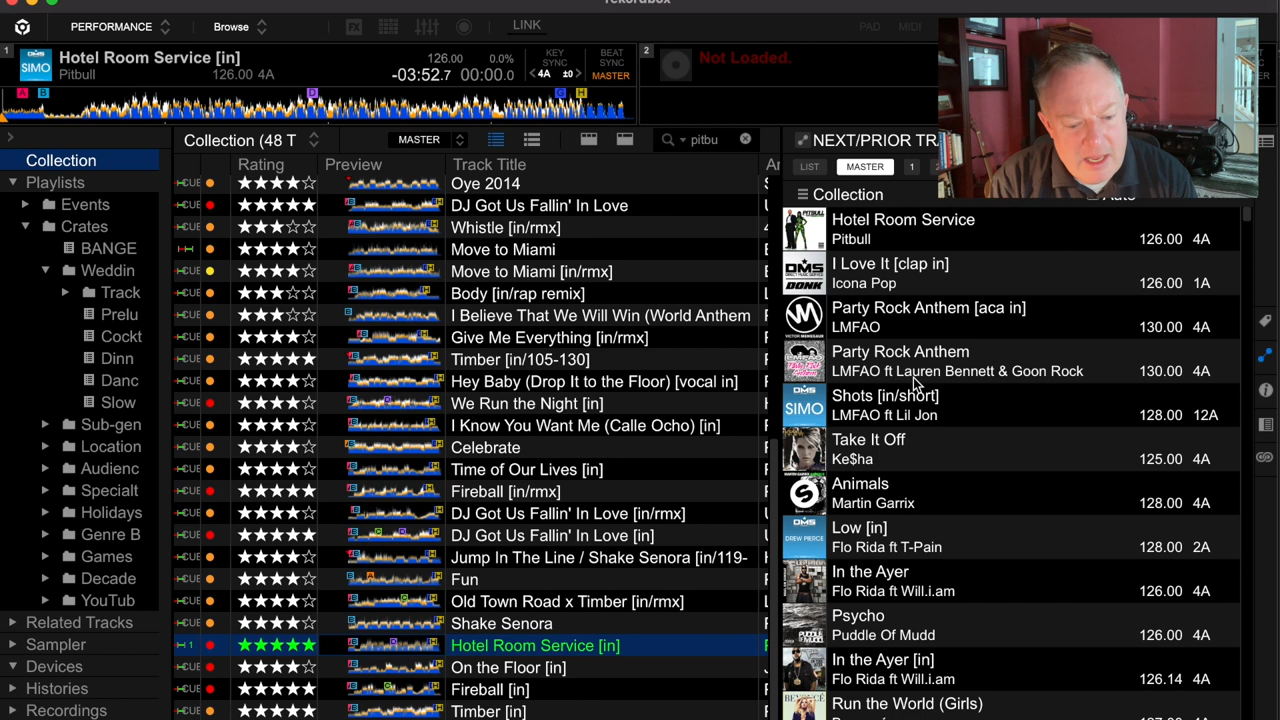 rekordbox
PERFORMANCE Browse FX LINK PAD MIDI
1 DMS SIMO Hotel Room Service [in] 126.00 0.0% KEY SYNC BEAT SYNC 2 Not Loaded.
Pitbull 126.00 4A -03:52.7 00:00.0 4A ±0 MASTER
A B D G H
Collection (48 T MASTER pitbu NEXT/PRIOR TR
Collection Rating Preview Track Title Ar LIST MASTER 1 2
Playlists
Events
Crates
BANGE
Weddin
Track
Prelu
Cockt
Dinn
Danc
Slow
Sub-gen
Location
Audienc
Specialt
Holidays
Genre B
Games
Decade
YouTub
Related Tracks
Sampler
Devices
Histories
Recordings
Oye 2014
DJ Got Us Fallin' In Love
Whistle [in/rmx]
Move to Miami
Move to Miami [in/rmx]
Body [in/rap remix]
I Believe That We Will Win (World Anthem
Give Me Everything [in/rmx]
Timber [in/105-130]
Hey Baby (Drop It to the Floor) [vocal in]
We Run the Night [in]
I Know You Want Me (Calle Ocho) [in]
Celebrate
Time of Our Lives [in]
Fireball [in/rmx]
DJ Got Us Fallin' In Love [in/rmx]
DJ Got Us Fallin' In Love [in]
Jump In The Line / Shake Senora [in/119-
Fun
Old Town Road x Timber [in/rmx]
Shake Senora
Hotel Room Service [in]
On the Floor [in]
Fireball [in]
Timber [in]
Collection Auto
Hotel Room Service
Pitbull 126.00 4A
I Love It [clap in]
Icona Pop 126.00 1A
Party Rock Anthem [aca in]
LMFAO 130.00 4A
Party Rock Anthem
LMFAO ft Lauren Bennett & Goon Rock 130.00 4A
Shots [in/short]
LMFAO ft Lil Jon 128.00 12A
Take It Off
Ke$ha 125.00 4A
Animals
Martin Garrix 128.00 4A
Low [in]
Flo Rida ft T-Pain 128.00 2A
In the Ayer
Flo Rida ft Will.i.am 126.00 4A
Psycho
Puddle Of Mudd 126.00 4A
In the Ayer [in]
Flo Rida ft Will.i.am 126.14 4A
Run the World (Girls)